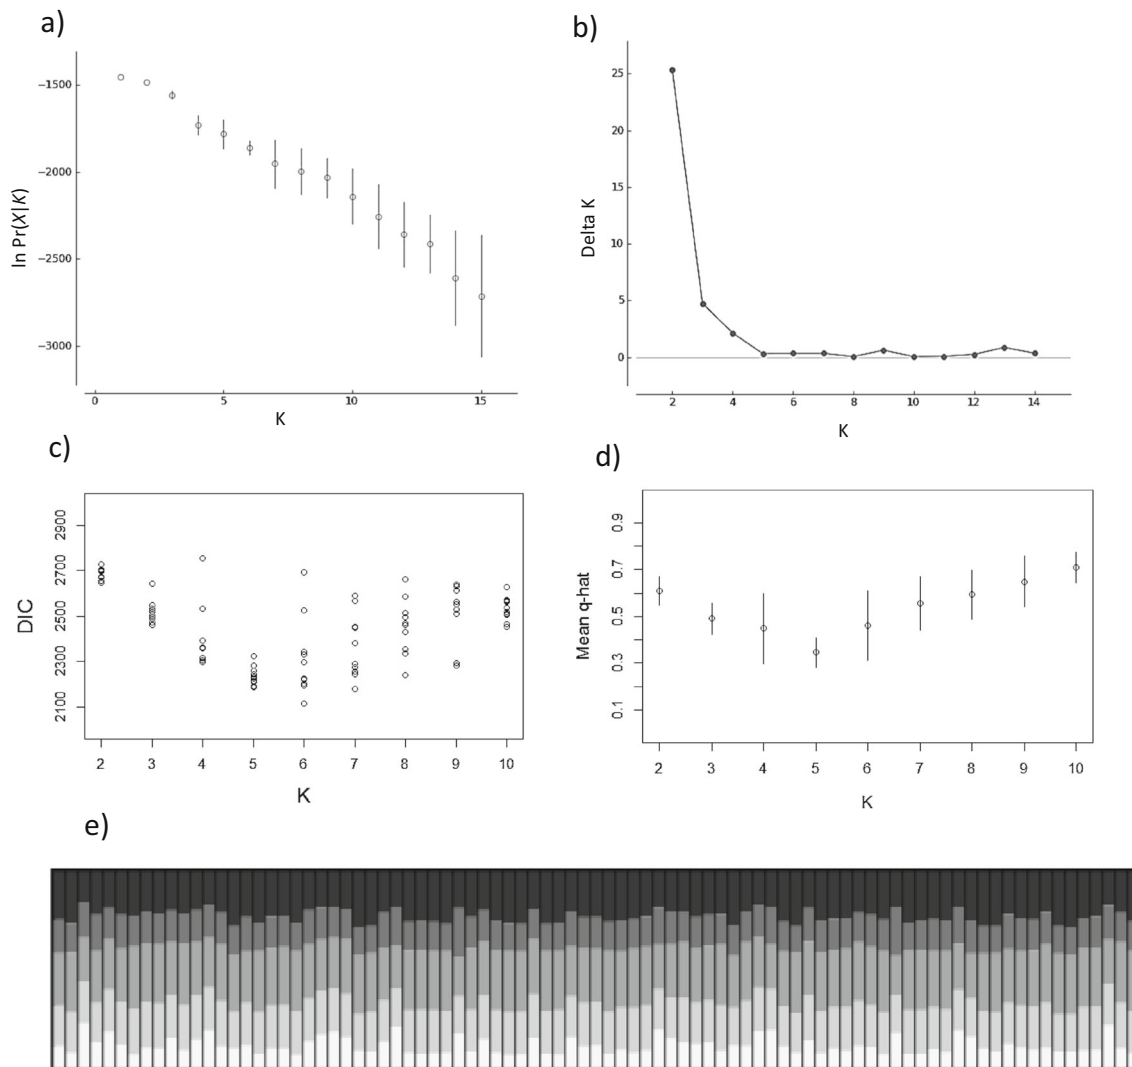 a)
ln Pr(X|K)
−1500
−2000
−2500
−3000
0 5 10 15
K
b)
Delta K
25
20
15
10
5
0
2 4 6 8 10 12 14
K
c)
DIC
2900
2700
2500
2300
2100
2 3 4 5 6 7 8 9 10
K
d)
Mean q-hat
0.9
0.7
0.5
0.3
0.1
2 3 4 5 6 7 8 9 10
K
e)